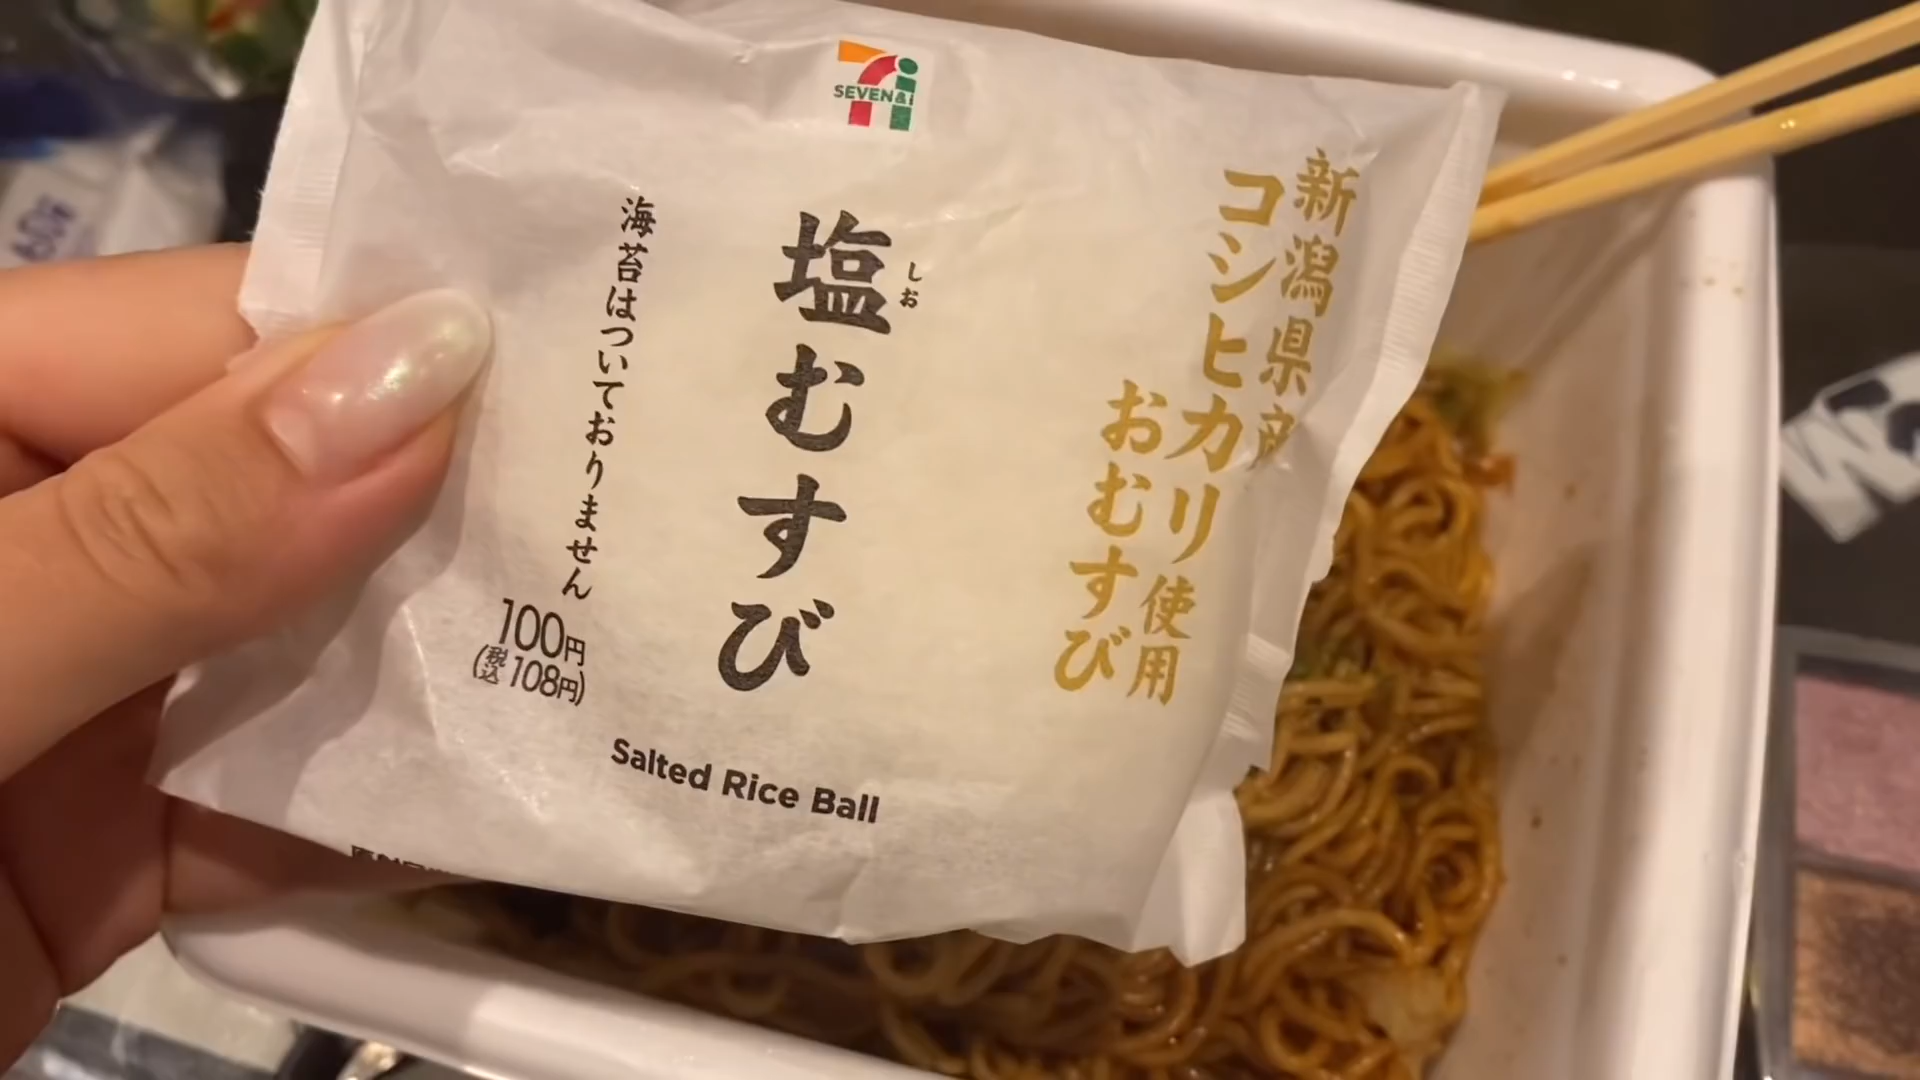 SEVEN&i
新潟県産
コシヒカリ使用
おむすび
しお
塩むすび
海苔はついておりません
100円
(税込108円)
Salted Rice Ball